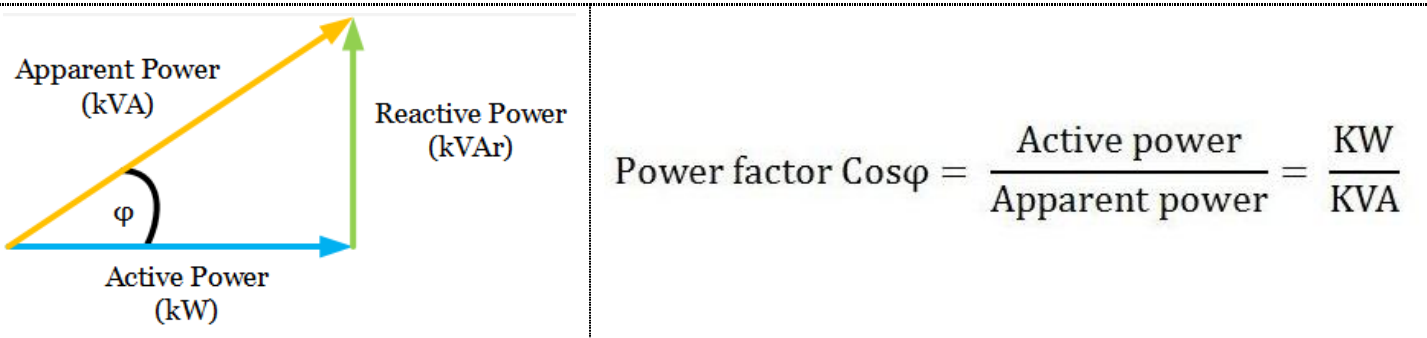 Apparent Power
(kVA)
Reactive Power
(kVAr)
φ
Active Power
(kW)
Power factor Cosφ = Active power / Apparent power = KW / KVA